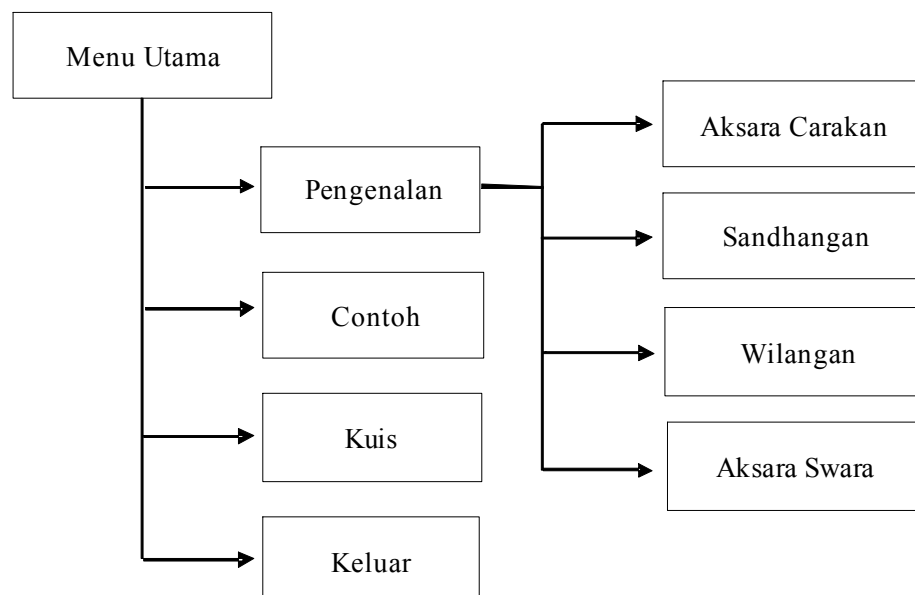 Menu Utama
Pengenalan
Contoh
Kuis
Keluar
Aksara Carakan
Sandhangan
Wilangan
Aksara Swara